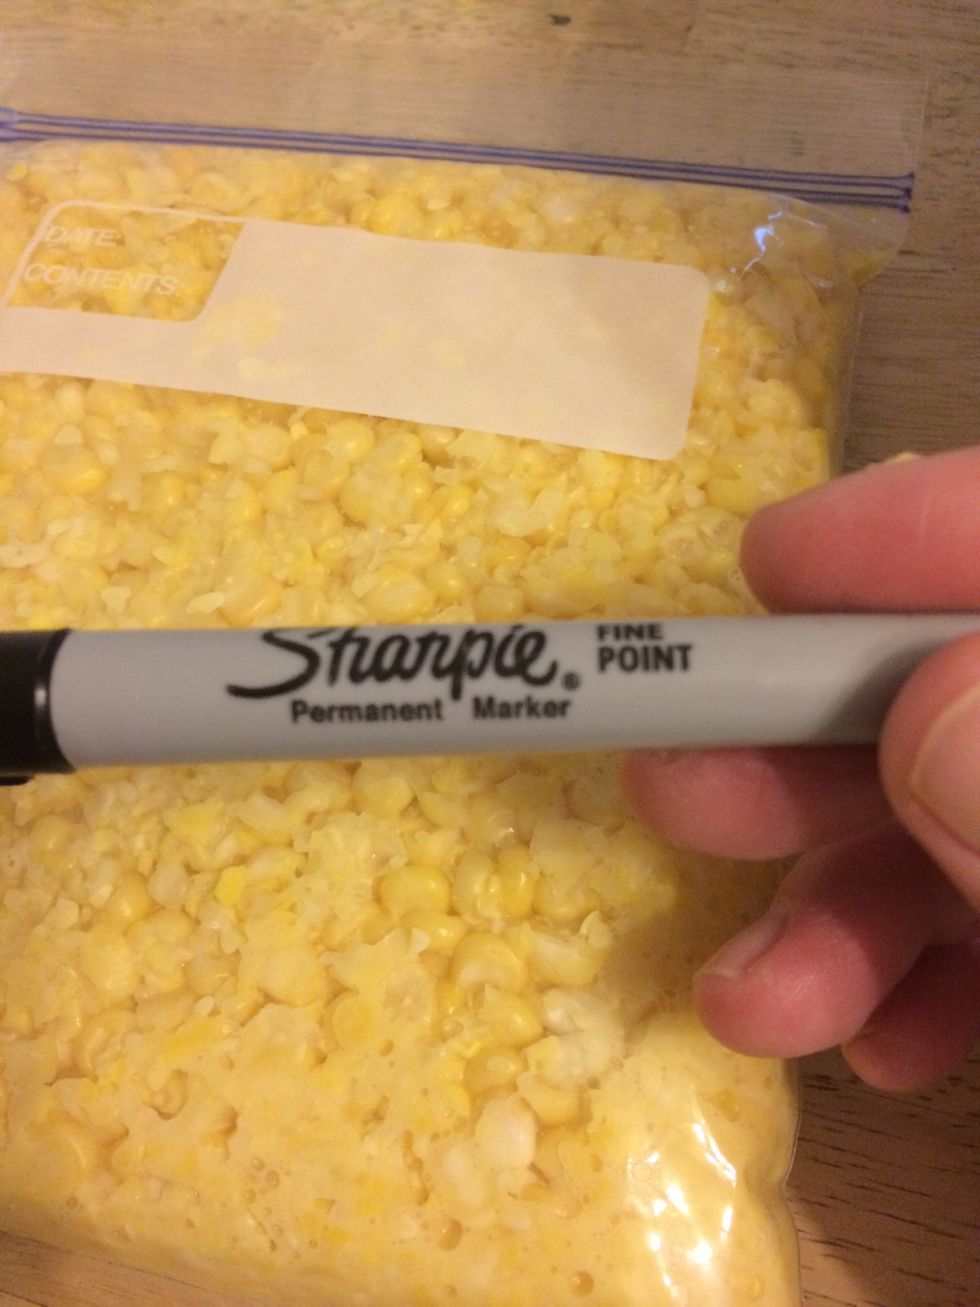 DATE
CONTENTS:
Sharpie®
FINE
POINT
Permanent Marker